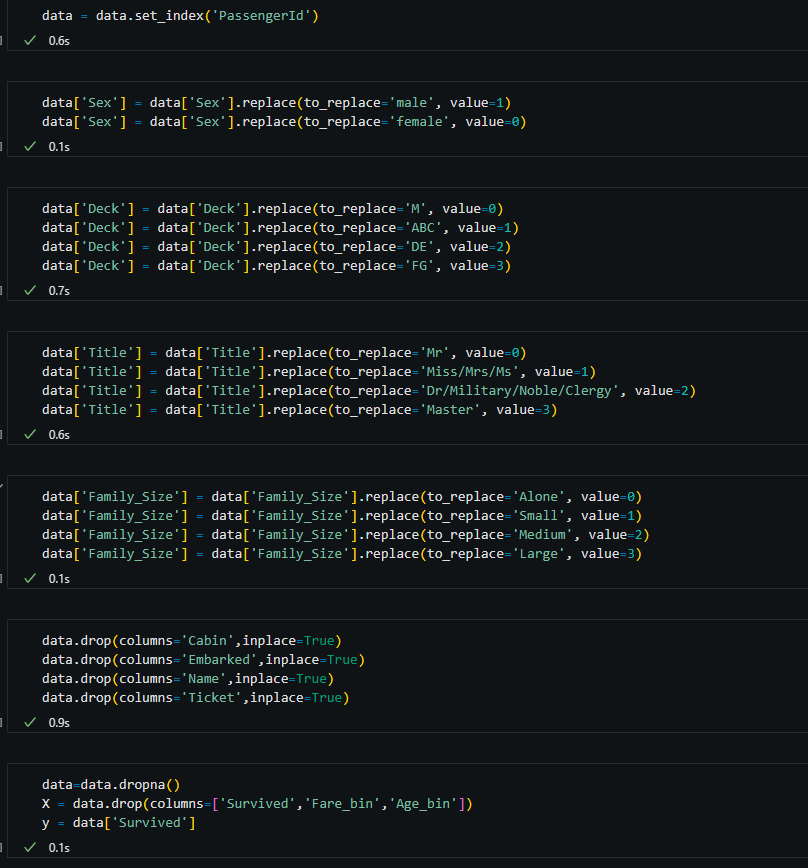 data = data.set_index('PassengerId')
0.6s
data['Sex'] = data['Sex'].replace(to_replace='male', value=1)
data['Sex'] = data['Sex'].replace(to_replace='female', value=0)
0.1s
data['Deck'] = data['Deck'].replace(to_replace='M', value=0)
data['Deck'] = data['Deck'].replace(to_replace='ABC', value=1)
data['Deck'] = data['Deck'].replace(to_replace='DE', value=2)
data['Deck'] = data['Deck'].replace(to_replace='FG', value=3)
0.7s
data['Title'] = data['Title'].replace(to_replace='Mr', value=0)
data['Title'] = data['Title'].replace(to_replace='Miss/Mrs/Ms', value=1)
data['Title'] = data['Title'].replace(to_replace='Dr/Military/Noble/Clergy', value=2)
data['Title'] = data['Title'].replace(to_replace='Master', value=3)
0.6s
data['Family_Size'] = data['Family_Size'].replace(to_replace='Alone', value=0)
data['Family_Size'] = data['Family_Size'].replace(to_replace='Small', value=1)
data['Family_Size'] = data['Family_Size'].replace(to_replace='Medium', value=2)
data['Family_Size'] = data['Family_Size'].replace(to_replace='Large', value=3)
0.1s
data.drop(columns='Cabin',inplace=True)
data.drop(columns='Embarked',inplace=True)
data.drop(columns='Name',inplace=True)
data.drop(columns='Ticket',inplace=True)
0.9s
data=data.dropna()
X = data.drop(columns=['Survived','Fare_bin','Age_bin'])
y = data['Survived']
0.1s